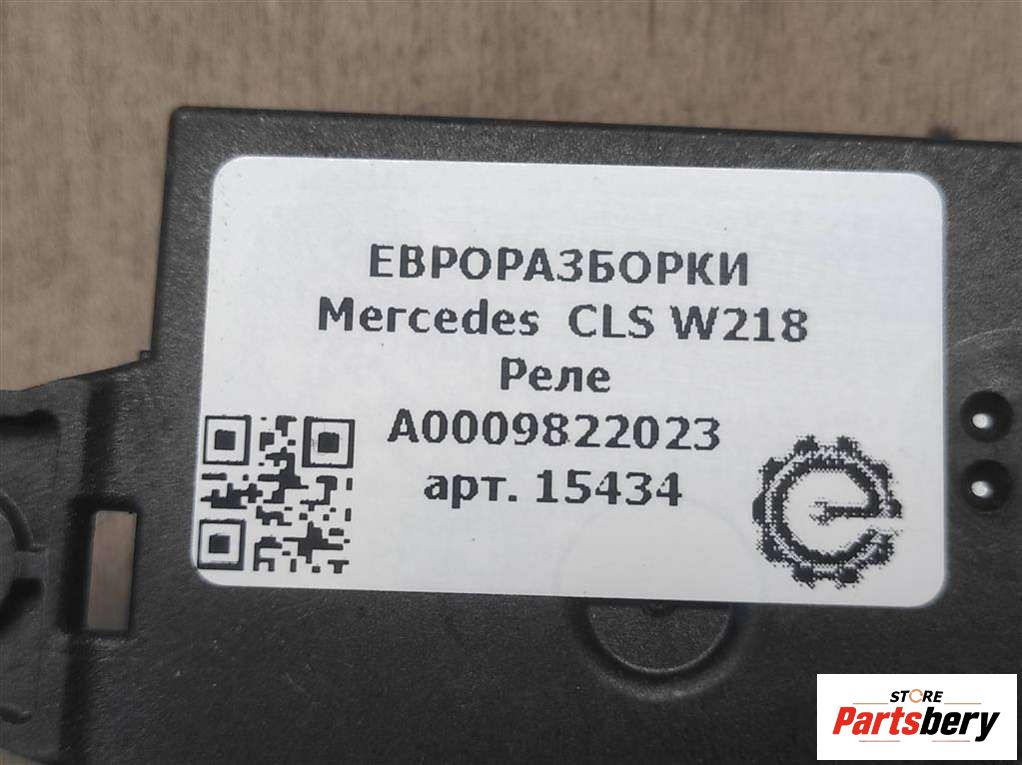 ЕВРОРАЗБОРКИ
Mercedes CLS W218
Реле
A0009822023
арт. 15434
STORE
Partsbery